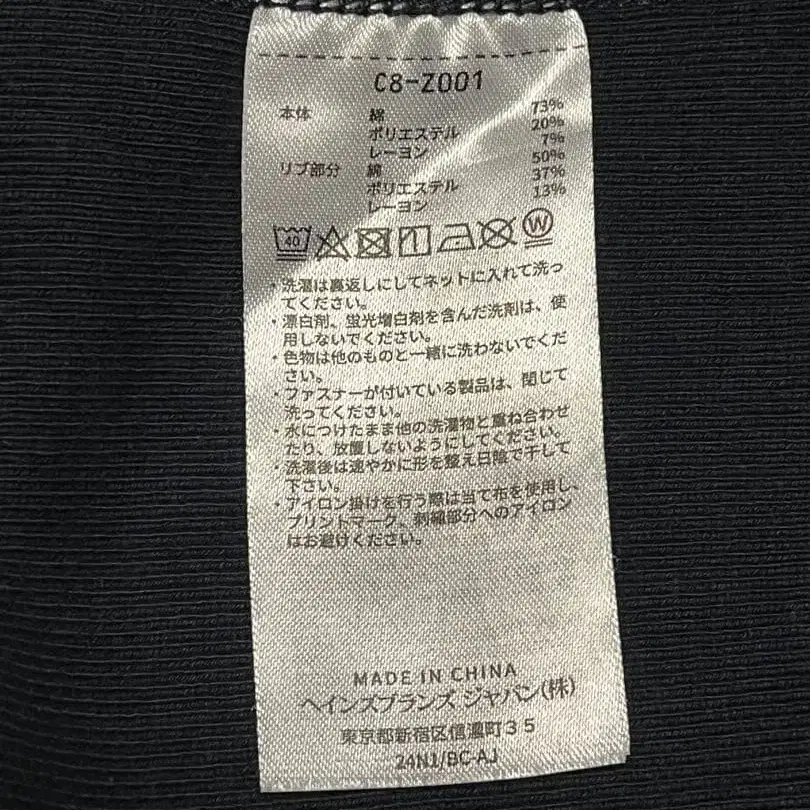 C8-Z001
本体 綿 73%
ポリエステル 20%
レーヨン 7%
リブ部分 綿 50%
ポリエステル 37%
レーヨン 13%
40 W
・洗濯は裏返しにしてネットに入れて洗っ
てください。
・漂白剤、蛍光増白剤を含んだ洗剤は、使
用しないでください。
・色物は他のものと一緒に洗わないでくだ
さい。
・ファスナーが付いている製品は、閉じて
洗ってください。
・水につけたまま他の洗濯物と重ね合わせ
たり、放置しないようにしてください。
・洗濯後は速やかに形を整え日陰で干して
下さい。
・アイロン掛けを行う際は当て布を使用し、
プリントマーク、刺繍部分へのアイロン
はお避けください。
MADE IN CHINA
ヘインズブランズ ジャパン(株)
東京都新宿区信濃町35
24N1/BC-AJ